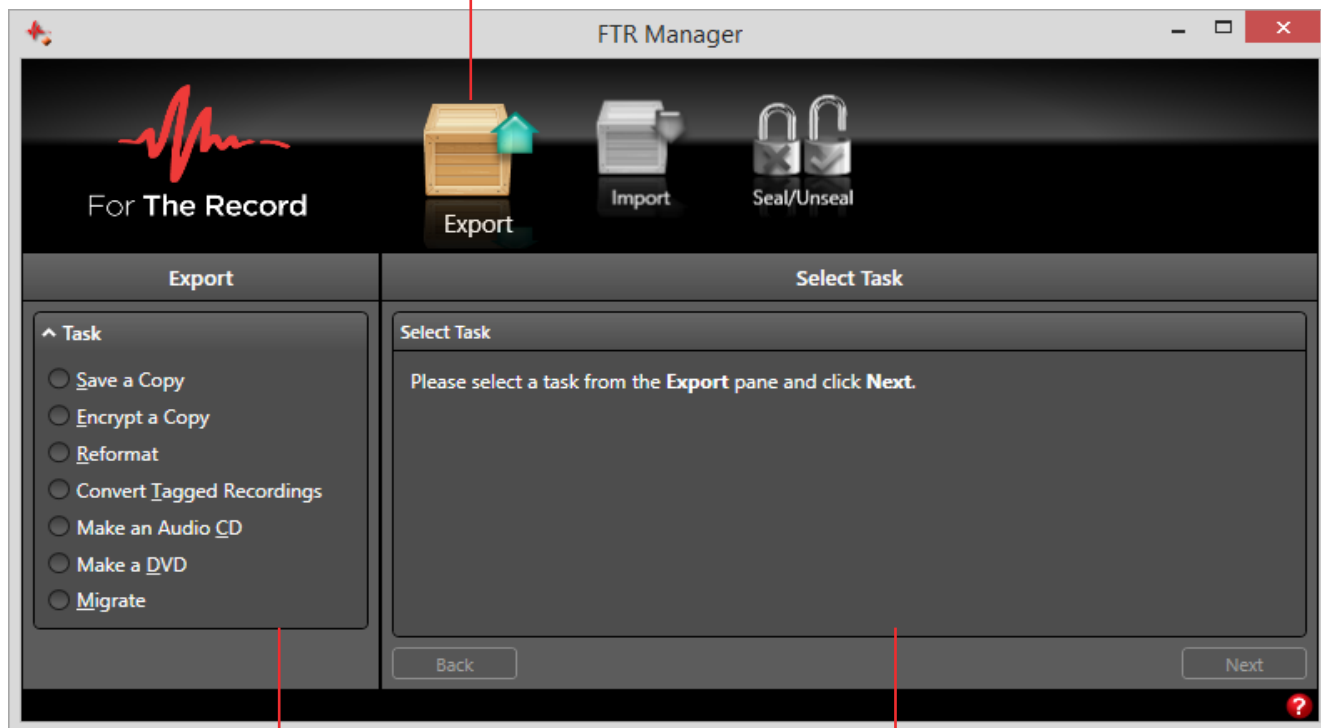 FTR Manager
For The Record
Export
Import
Seal/Unseal
Export
Select Task
Task
Save a Copy
Encrypt a Copy
Reformat
Convert Tagged Recordings
Make an Audio CD
Make a DVD
Migrate
Select Task
Please select a task from the Export pane and click Next.
Back
Next
?